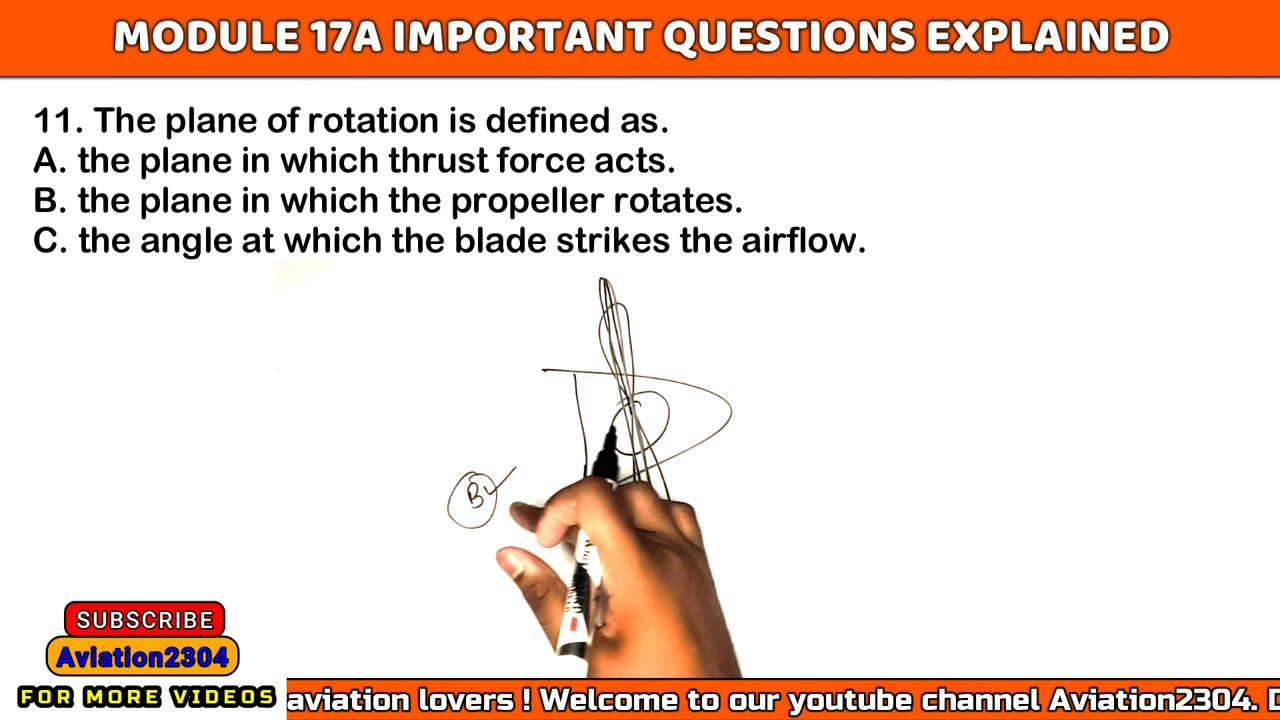 MODULE 17A IMPORTANT QUESTIONS EXPLAINED
11. The plane of rotation is defined as.
A. the plane in which thrust force acts.
B. the plane in which the propeller rotates.
C. the angle at which the blade strikes the airflow.
B
SUBSCRIBE
Aviation2304
FOR MORE VIDEOS
aviation lovers ! Welcome to our youtube channel Aviation2304. D